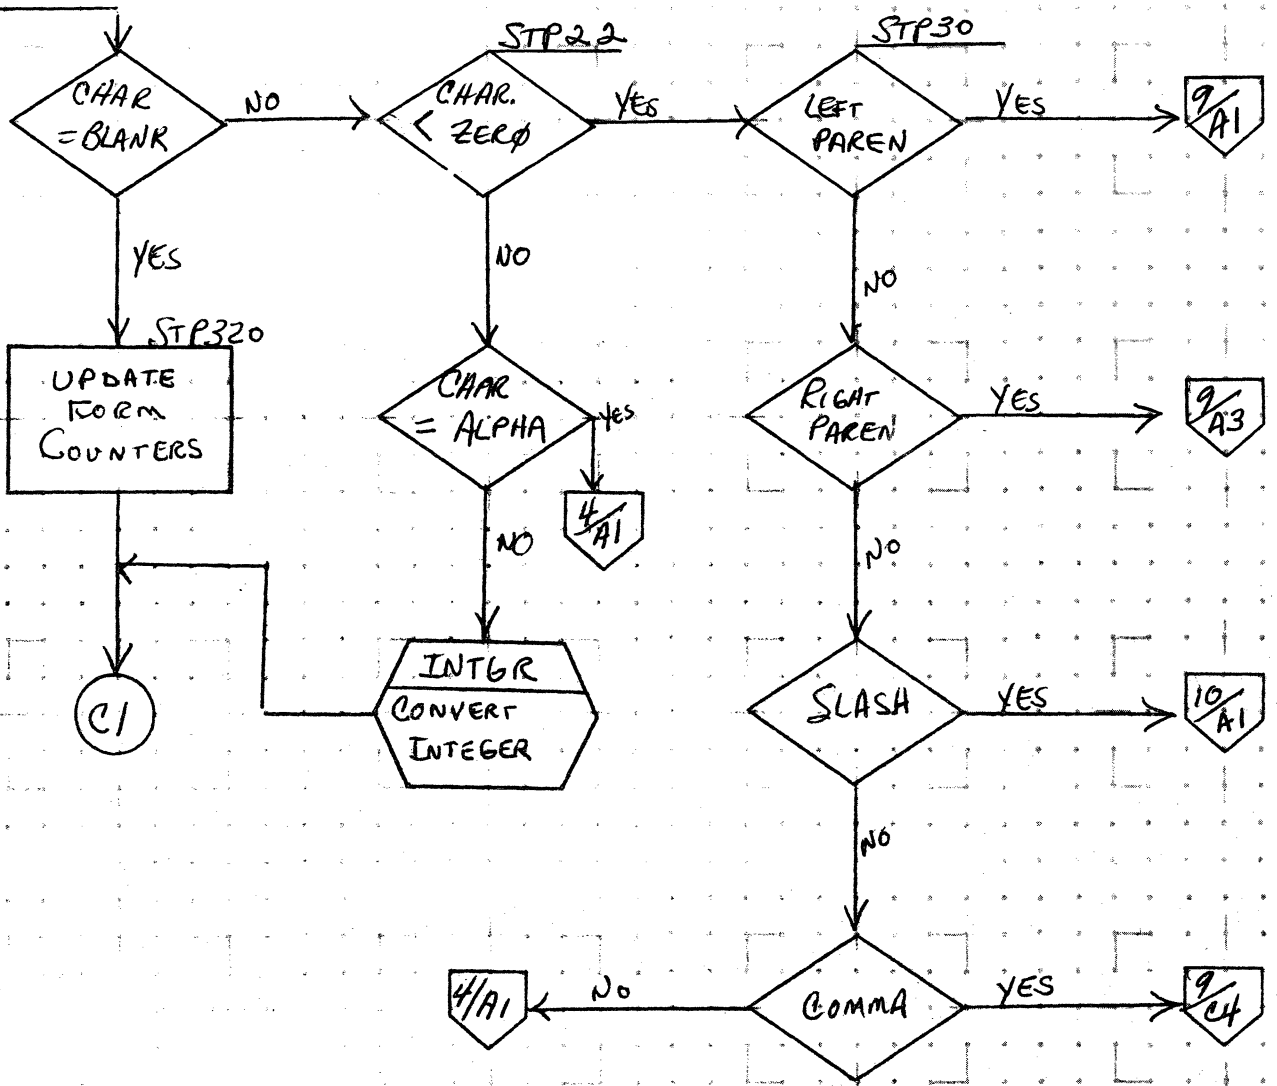 STP22
STP30
CHAR
=BLANK
NO
CHAR.
< ZERØ
YES
LEFT
PAREN
YES
9/A1
YES
NO
NO
STP320
UPDATE
FORM
COUNTERS
CHAR
= ALPHA
YES
4/A1
RIGHT
PAREN
YES
9/A3
NO
NO
C1
INTGR
CONVERT
INTEGER
SLASH
YES
10/A1
NO
4/A1
NO
COMMA
YES
9/C4